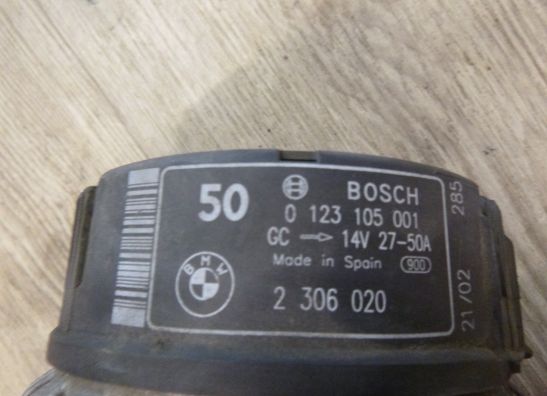 50 BOSCH
0 123 105 001
GC → 14V 27-50A
Made in Spain 900
BMW
2 306 020
285
21/02